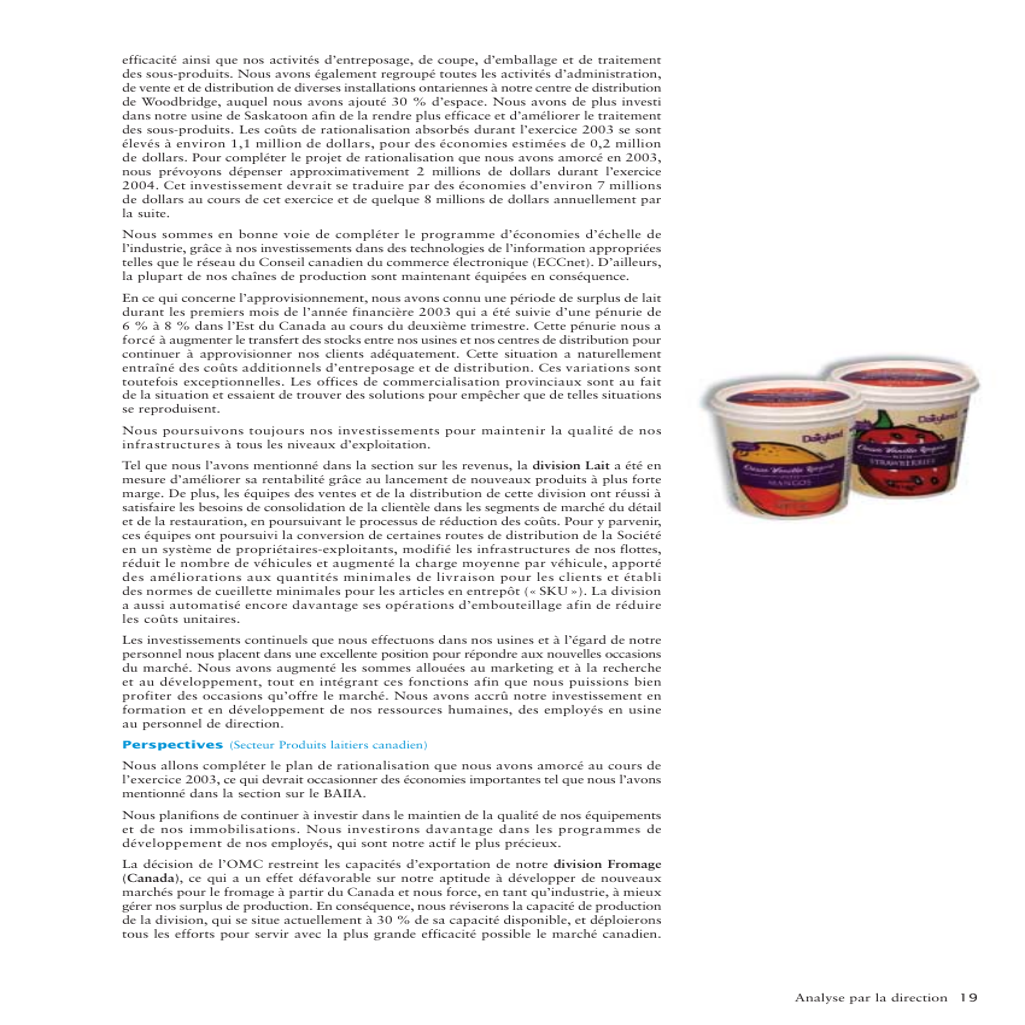 efficacité ainsi que nos activités d’entreposage, de coupe, d’emballage et de traitement
des sous-produits. Nous avons également regroupé toutes les activités d’administration,
de vente et de distribution de diverses installations ontariennes à notre centre de distribution
de Woodbridge, auquel nous avons ajouté 30 % d’espace. Nous avons de plus investi
dans notre usine de Saskatoon afin de la rendre plus efficace et d’améliorer le traitement
des sous-produits. Les coûts de rationalisation absorbés durant l’exercice 2003 se sont
élevés à environ 1,1 million de dollars, pour des économies estimées de 0,2 million
de dollars. Pour compléter le projet de rationalisation que nous avons amorcé en 2003,
nous prévoyons dépenser approximativement 2 millions de dollars durant l’exercice
2004. Cet investissement devrait se traduire par des économies d’environ 7 millions
de dollars au cours de cet exercice et de quelque 8 millions de dollars annuellement par
la suite.
Nous sommes en bonne voie de compléter le programme d’économies d’échelle de
l’industrie, grâce à nos investissements dans des technologies de l’information appropriées
telles que le réseau du Conseil canadien du commerce électronique (ECCnet). D’ailleurs,
la plupart de nos chaînes de production sont maintenant équipées en conséquence.
En ce qui concerne l’approvisionnement, nous avons connu une période de surplus de lait
durant les premiers mois de l’année financière 2003 qui a été suivie d’une pénurie de
6 % à 8 % dans l’Est du Canada au cours du deuxième trimestre. Cette pénurie nous a
forcé à augmenter le transfert des stocks entre nos usines et nos centres de distribution pour
continuer à approvisionner nos clients adéquatement. Cette situation a naturellement
entraîné des coûts additionnels d’entreposage et de distribution. Ces variations sont
toutefois exceptionnelles. Les offices de commercialisation provinciaux sont au fait
de la situation et essaient de trouver des solutions pour empêcher que de telles situations
se reproduisent.
Nous poursuivons toujours nos investissements pour maintenir la qualité de nos
infrastructures à tous les niveaux d’exploitation.
Tel que nous l’avons mentionné dans la section sur les revenus, la division Lait a été en
mesure d’améliorer sa rentabilité grâce au lancement de nouveaux produits à plus forte
marge. De plus, les équipes des ventes et de la distribution de cette division ont réussi à
satisfaire les besoins de consolidation de la clientèle dans les segments de marché du détail
et de la restauration, en poursuivant le processus de réduction des coûts. Pour y parvenir,
ces équipes ont poursuivi la conversion de certaines routes de distribution de la Société
en un système de propriétaires-exploitants, modifié les infrastructures de nos flottes,
réduit le nombre de véhicules et augmenté la charge moyenne par véhicule, apporté
des améliorations aux quantités minimales de livraison pour les clients et établi
des normes de cueillette minimales pour les articles en entrepôt (« SKU »). La division
a aussi automatisé encore davantage ses opérations d’embouteillage afin de réduire
les coûts unitaires.
Les investissements continuels que nous effectuons dans nos usines et à l’égard de notre
personnel nous placent dans une excellente position pour répondre aux nouvelles occasions
du marché. Nous avons augmenté les sommes allouées au marketing et à la recherche
et au développement, tout en intégrant ces fonctions afin que nous puissions bien
profiter des occasions qu’offre le marché. Nous avons accrû notre investissement en
formation et en développement de nos ressources humaines, des employés en usine
au personnel de direction.
Perspectives (Secteur Produits laitiers canadien)
Nous allons compléter le plan de rationalisation que nous avons amorcé au cours de
l’exercice 2003, ce qui devrait occasionner des économies importantes tel que nous l’avons
mentionné dans la section sur le BAIIA.
Nous planifions de continuer à investir dans le maintien de la qualité de nos équipements
et de nos immobilisations. Nous investirons davantage dans les programmes de
développement de nos employés, qui sont notre actif le plus précieux.
La décision de l’OMC restreint les capacités d’exportation de notre division Fromage
(Canada), ce qui a un effet défavorable sur notre aptitude à développer de nouveaux
marchés pour le fromage à partir du Canada et nous force, en tant qu’industrie, à mieux
gérer nos surplus de production. En conséquence, nous réviserons la capacité de production
de la division, qui se situe actuellement à 30 % de sa capacité disponible, et déploierons
tous les efforts pour servir avec la plus grande efficacité possible le marché canadien.
Dairyland
WITH
MANGOS
Dairyland
WITH
STRAWBERRIES
Analyse par la direction 19